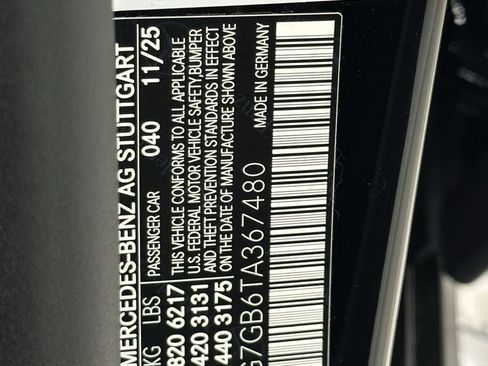 MERCEDES-BENZ AG STUTTGART
PASSENGER CAR 040 11/25
KG LBS
820 6217
420 3131
440 3175
THIS VEHICLE CONFORMS TO ALL APPLICABLE
U.S. FEDERAL MOTOR VEHICLE SAFETY,BUMPER
AND THEFT PREVENTION STANDARDS IN EFFECT
ON THE DATE OF MANUFACTURE SHOWN ABOVE
MADE IN GERMANY
G7GB6TA367480